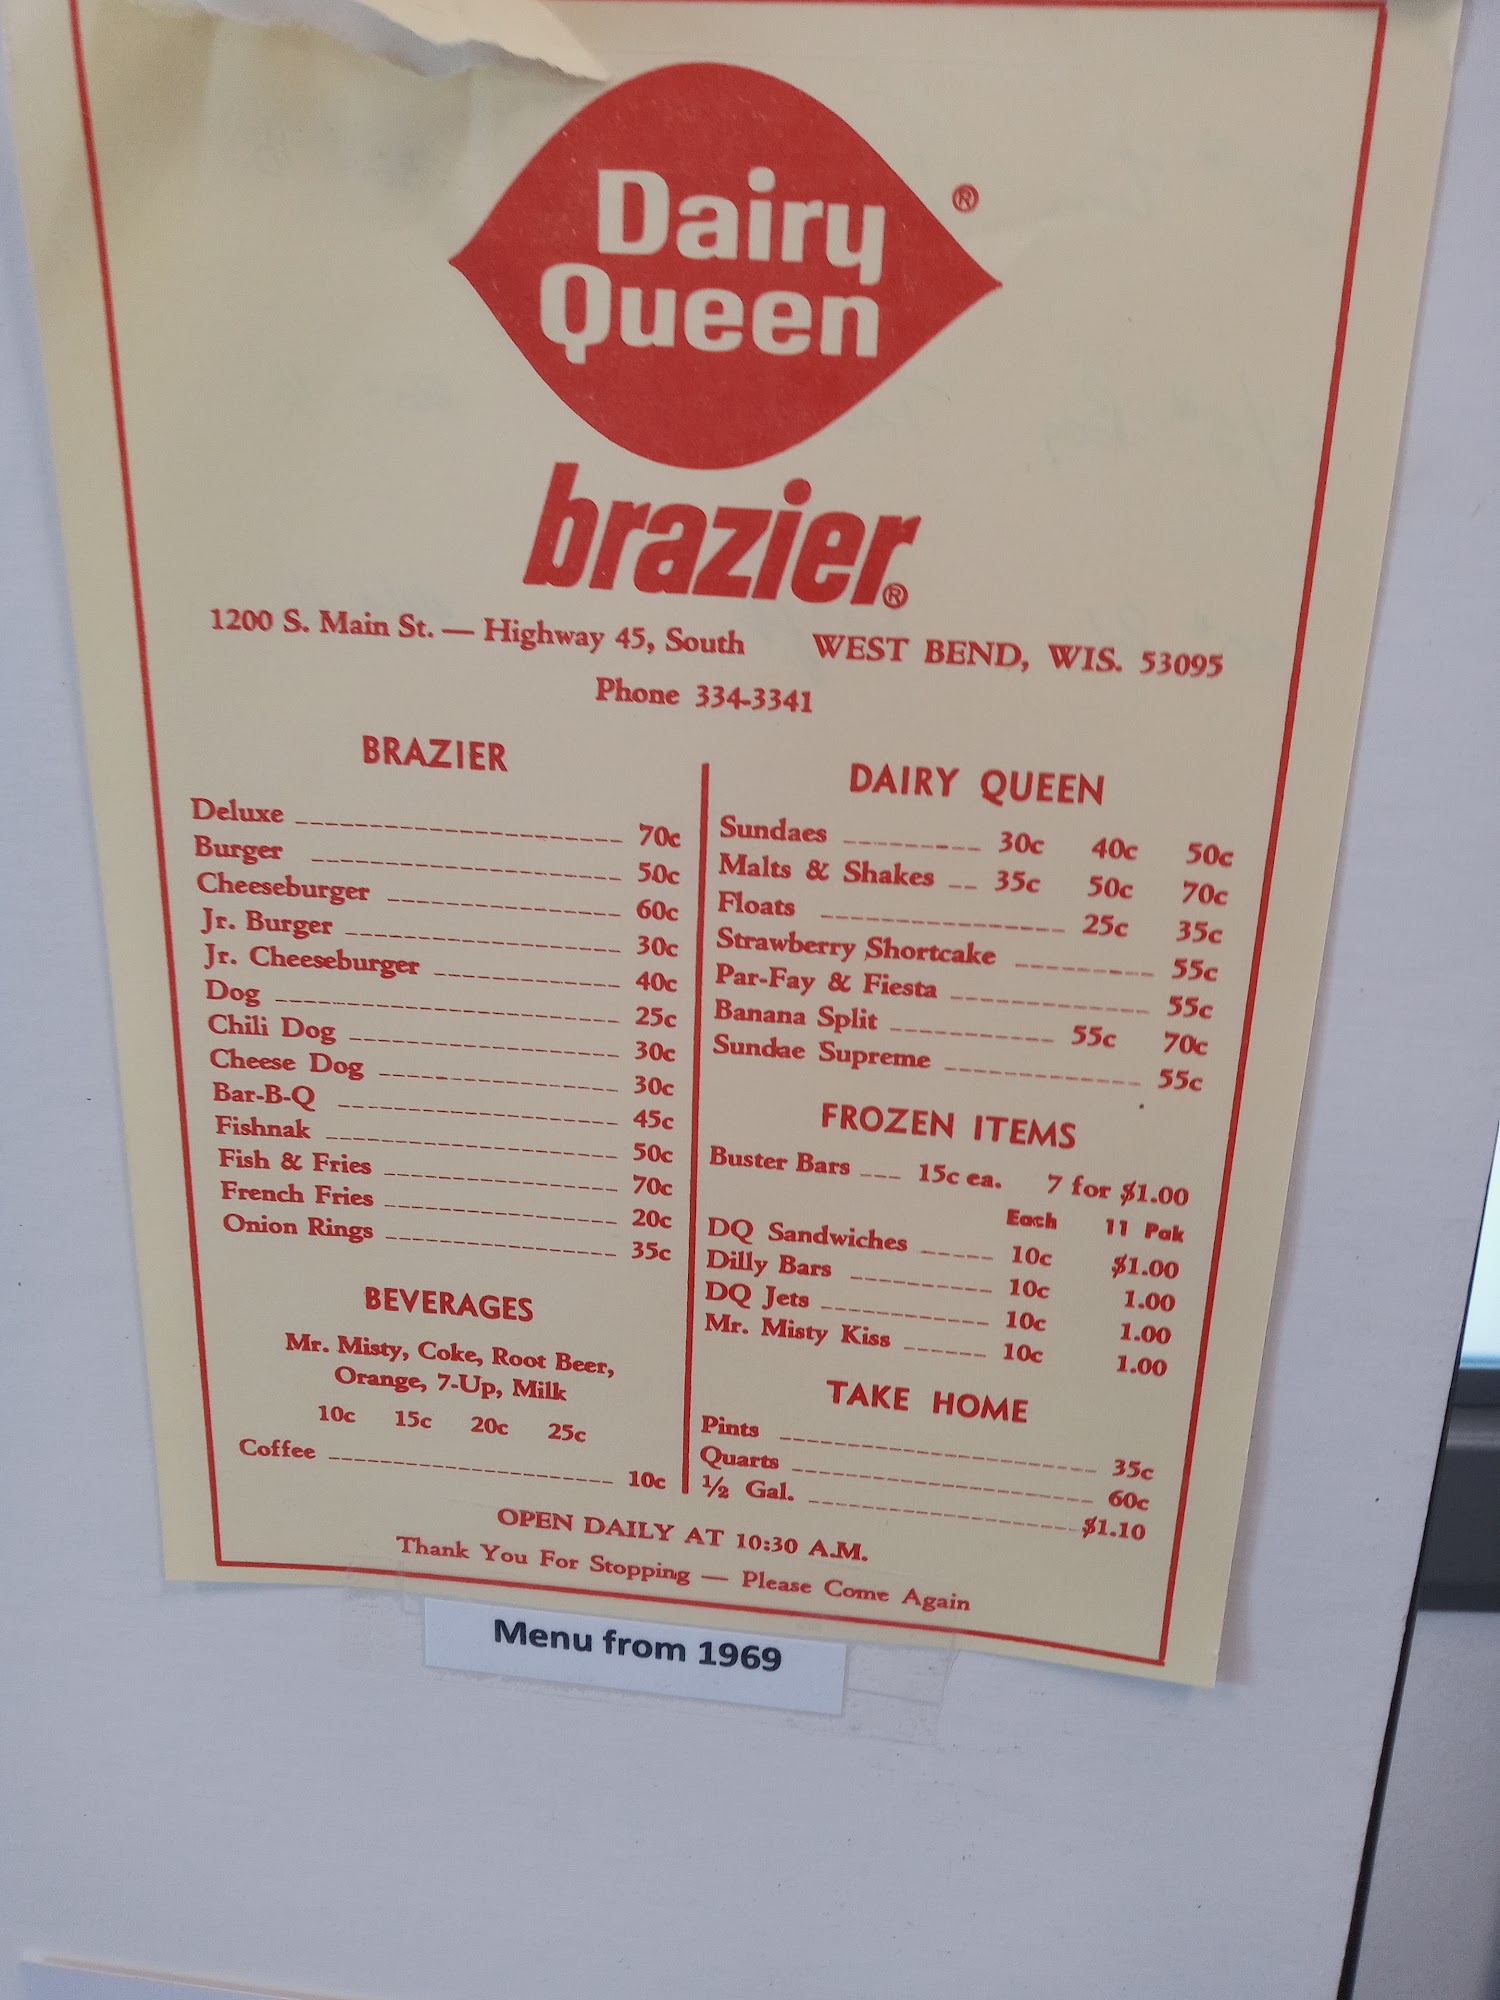 Dairy ®
Queen
brazier®
1200 S. Main St. — Highway 45, South WEST BEND, WIS. 53095
Phone 334-3341
BRAZIER
Deluxe 70c
Burger 50c
Cheeseburger 60c
Jr. Burger 30c
Jr. Cheeseburger 40c
Dog 25c
Chili Dog 30c
Cheese Dog 30c
Bar-B-Q 45c
Fishnak 50c
Fish & Fries 70c
French Fries 20c
Onion Rings 35c
BEVERAGES
Mr. Misty, Coke, Root Beer,
Orange, 7-Up, Milk
10c 15c 20c 25c
Coffee 10c
DAIRY QUEEN
Sundaes 30c 40c 50c
Malts & Shakes 35c 50c 70c
Floats 25c 35c
Strawberry Shortcake 55c
Par-Fay & Fiesta 55c
Banana Split 55c 70c
Sundae Supreme 55c
FROZEN ITEMS
Buster Bars 15c ea. 7 for $1.00
Each 11 Pak
DQ Sandwiches 10c $1.00
Dilly Bars 10c 1.00
DQ Jets 10c 1.00
Mr. Misty Kiss 10c 1.00
TAKE HOME
Pints 35c
Quarts 60c
½ Gal. $1.10
OPEN DAILY AT 10:30 A.M.
Thank You For Stopping — Please Come Again
Menu from 1969